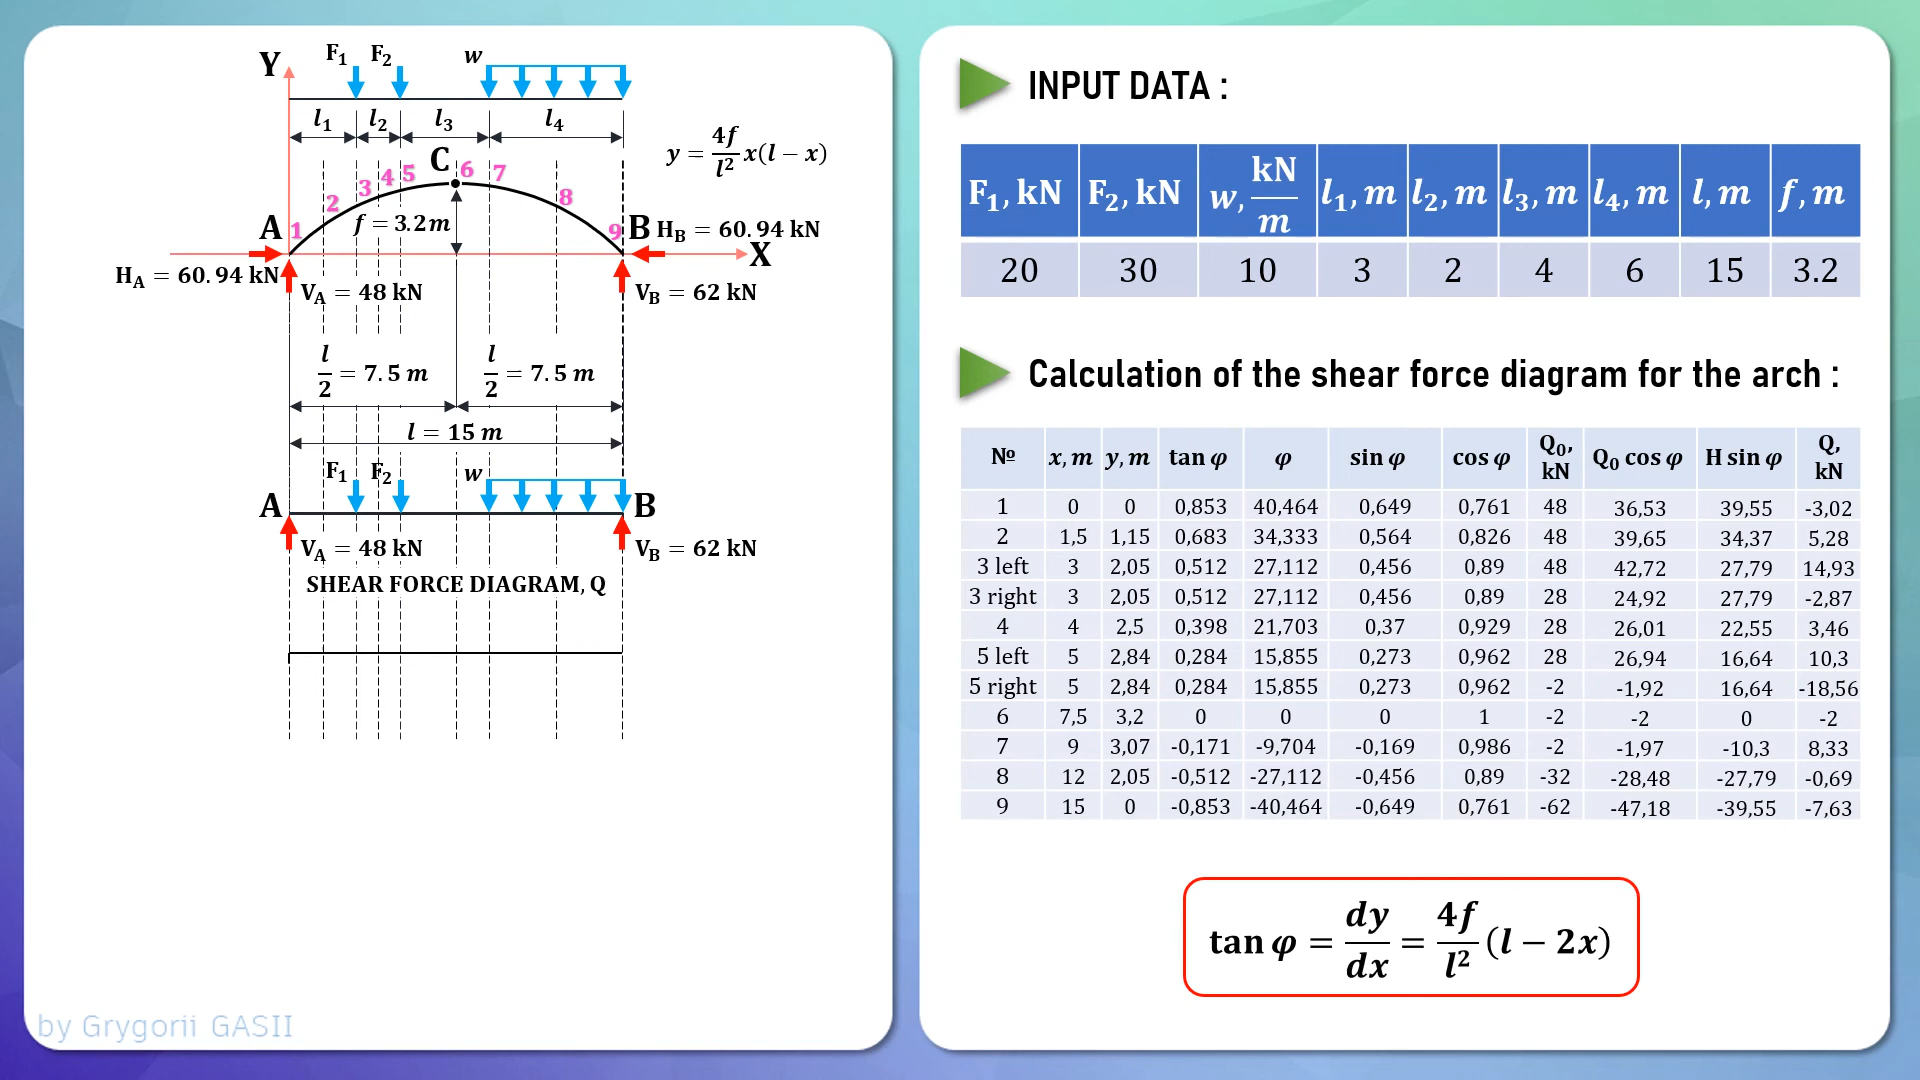 Y F₁ F₂ w
l₁ l₂ l₃ l₄
y = 4f/l² x(l − x)
C
1 2 3 4 5 6 7 8 9
f = 3.2 m
A B H_B = 60.94 kN
X
H_A = 60.94 kN
V_A = 48 kN V_B = 62 kN
l/2 = 7.5 m l/2 = 7.5 m
l = 15 m
F₁ F₂ w
A B
V_A = 48 kN V_B = 62 kN
SHEAR FORCE DIAGRAM, Q
by Grygorii GASII
INPUT DATA :
F₁, kN F₂, kN w, kN/m l₁, m l₂, m l₃, m l₄, m l, m f, m
20 30 10 3 2 4 6 15 3.2
Calculation of the shear force diagram for the arch :
№ x, m y, m tan φ φ sin φ cos φ Q₀, kN Q₀ cos φ H sin φ Q, kN
1 0 0 0,853 40,464 0,649 0,761 48 36,53 39,55 -3,02
2 1,5 1,15 0,683 34,333 0,564 0,826 48 39,65 34,37 5,28
3 left 3 2,05 0,512 27,112 0,456 0,89 48 42,72 27,79 14,93
3 right 3 2,05 0,512 27,112 0,456 0,89 28 24,92 27,79 -2,87
4 4 2,5 0,398 21,703 0,37 0,929 28 26,01 22,55 3,46
5 left 5 2,84 0,284 15,855 0,273 0,962 28 26,94 16,64 10,3
5 right 5 2,84 0,284 15,855 0,273 0,962 -2 -1,92 16,64 -18,56
6 7,5 3,2 0 0 0 1 -2 -2 0 -2
7 9 3,07 -0,171 -9,704 -0,169 0,986 -2 -1,97 -10,3 8,33
8 12 2,05 -0,512 -27,112 -0,456 0,89 -32 -28,48 -27,79 -0,69
9 15 0 -0,853 -40,464 -0,649 0,761 -62 -47,18 -39,55 -7,63
tan φ = dy/dx = 4f/l² (l − 2x)